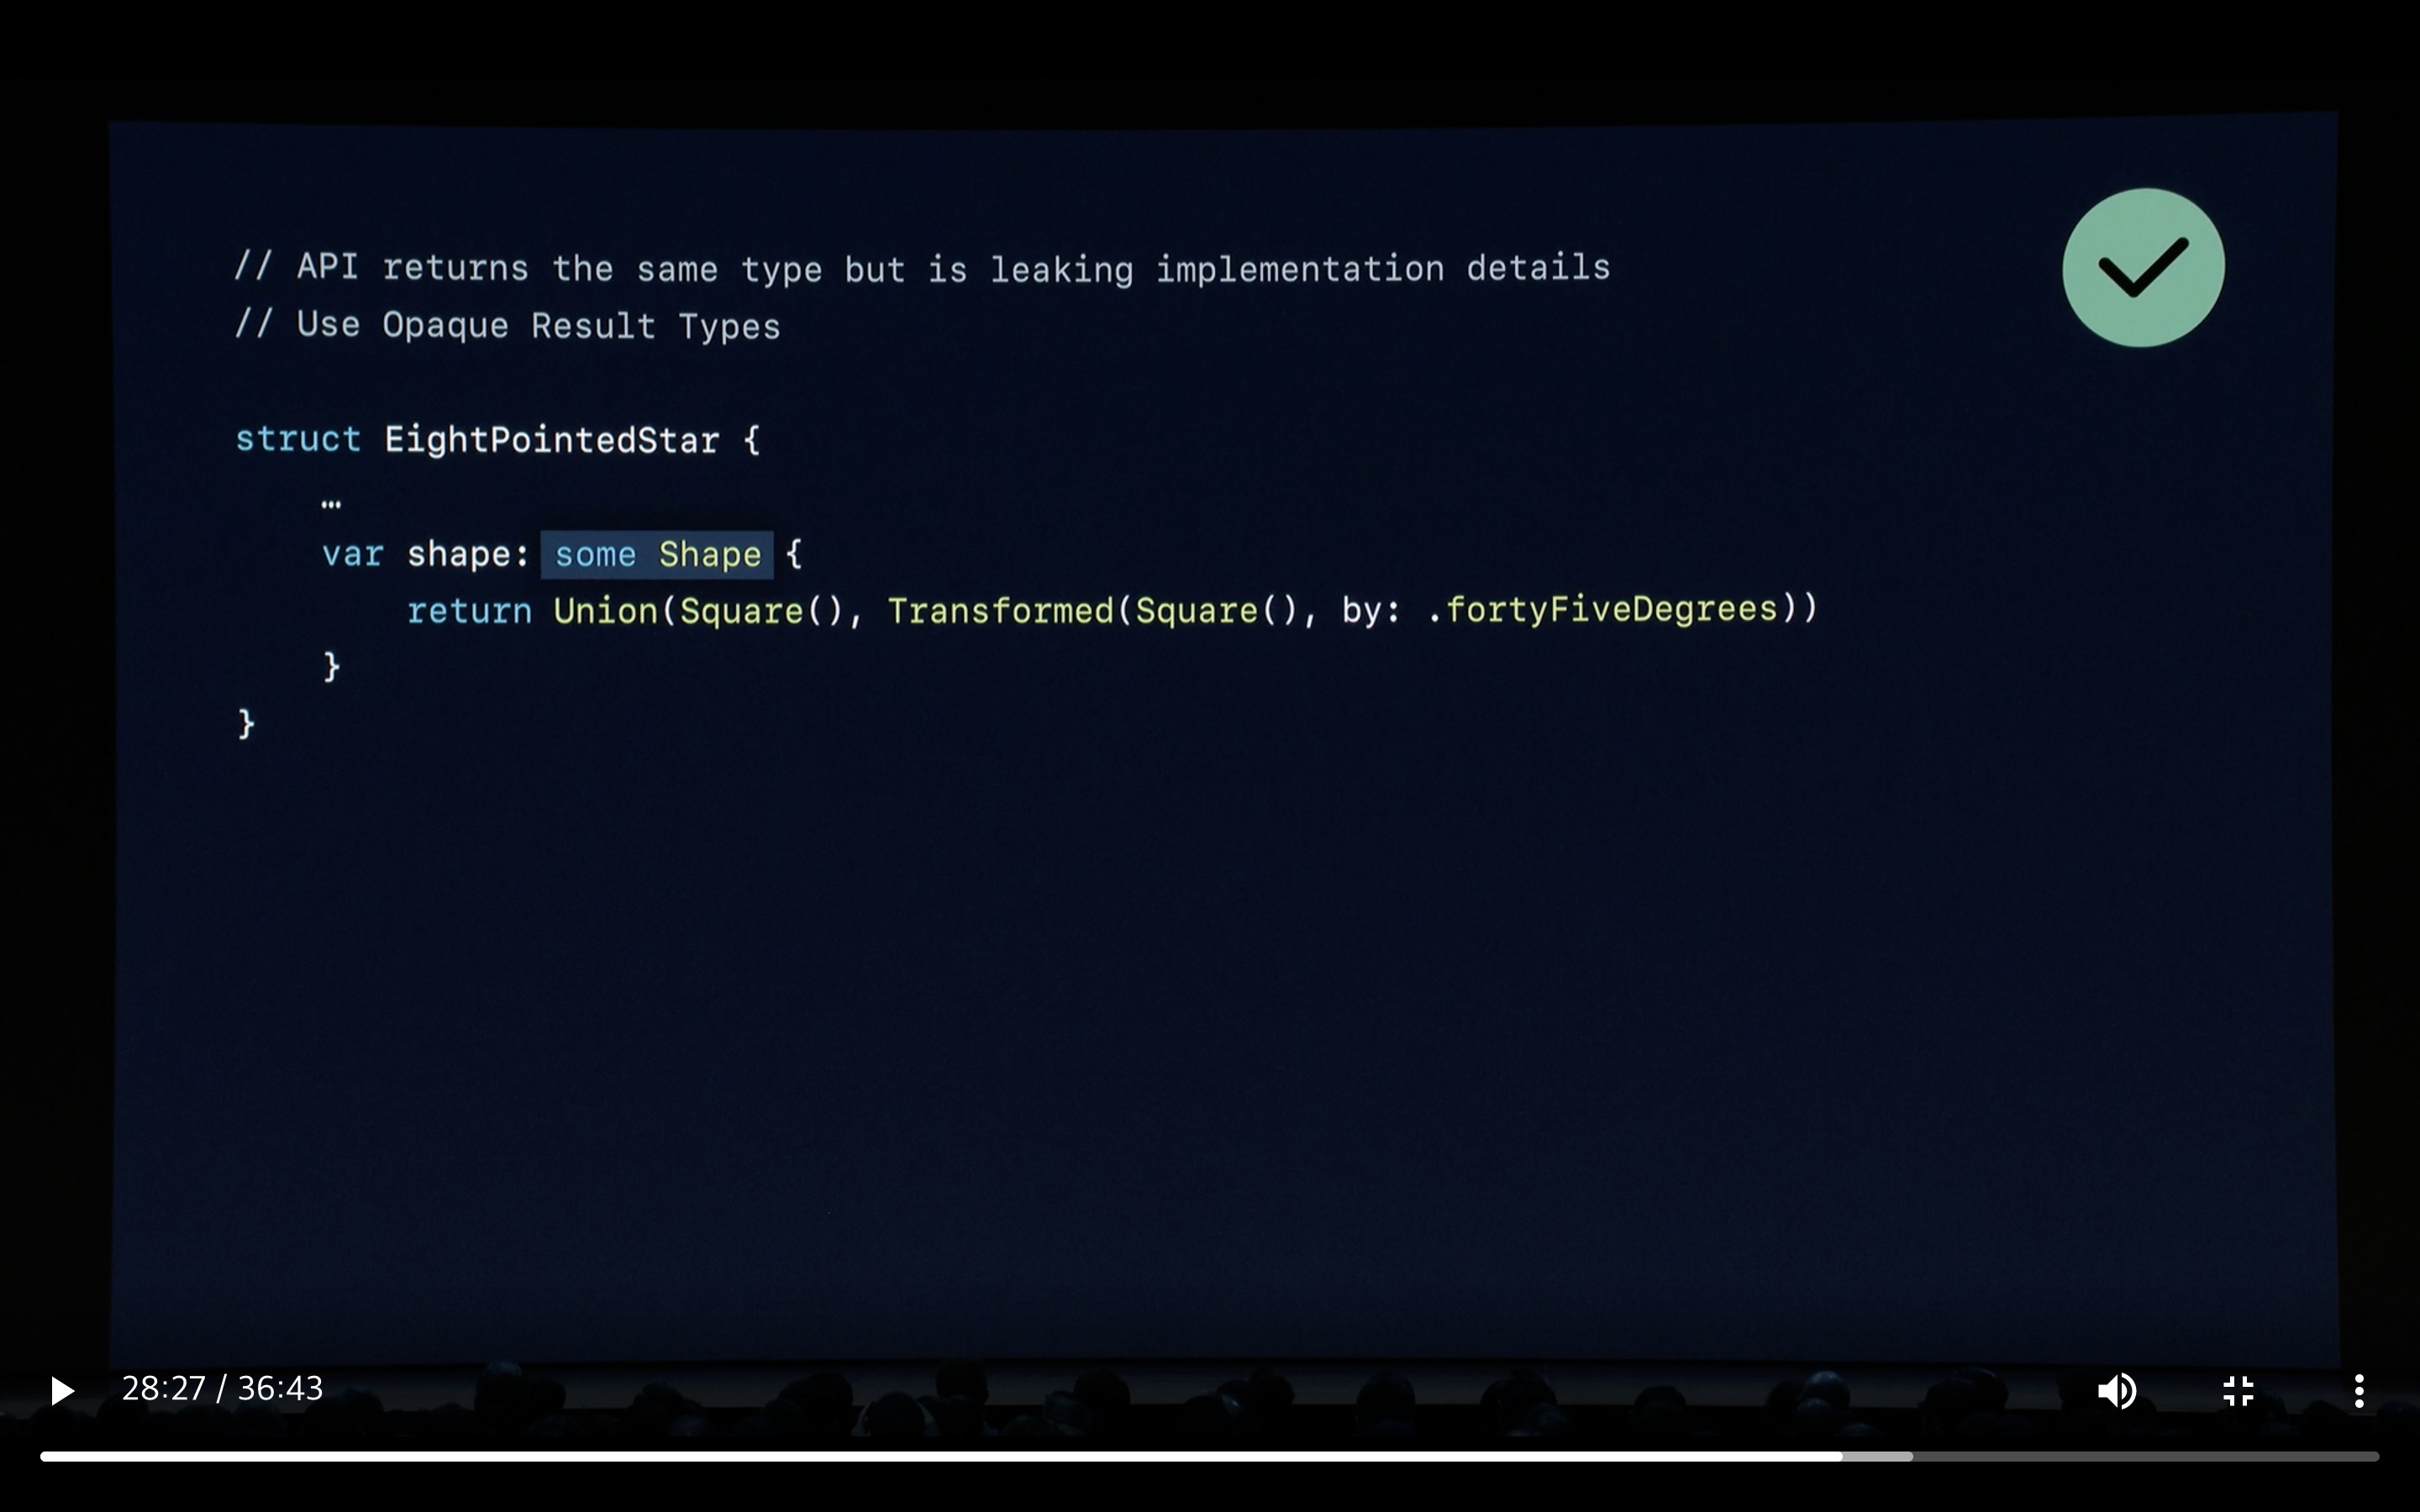 // API returns the same type but is leaking implementation details
// Use Opaque Result Types
struct EightPointedStar {
…
var shape: some Shape {
return Union(Square(), Transformed(Square(), by: .fortyFiveDegrees))
}
}
28:27 / 36:43